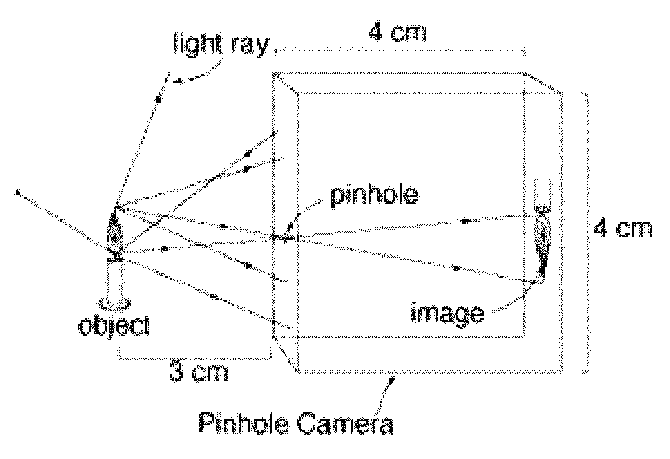 4 cm
light ray
pinhole
4 cm
image
object
3 cm
Pinhole Camera